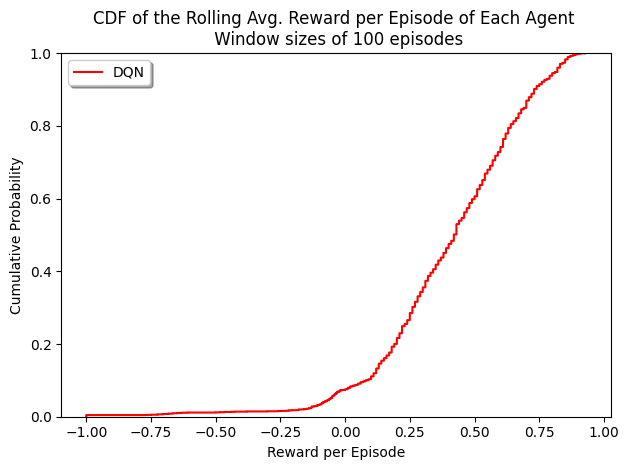 CDF of the Rolling Avg. Reward per Episode of Each Agent
Window sizes of 100 episodes
DQN
Cumulative Probability
1.0
0.8
0.6
0.4
0.2
0.0
−1.00 −0.75 −0.50 −0.25 0.00 0.25 0.50 0.75 1.00
Reward per Episode